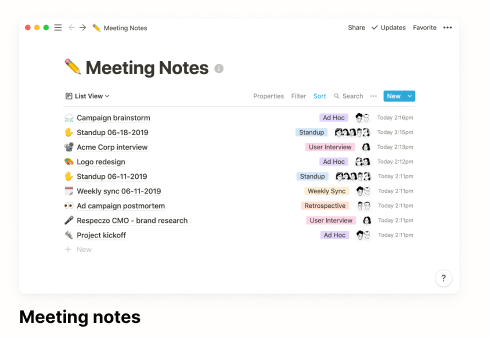 Meeting Notes
Share
Updates
Favorite
Meeting Notes
List View
Properties
Filter
Sort
Search
New
Campaign brainstorm Ad Hoc Today 2:16pm
Standup 06-18-2019 Standup Today 2:15pm
Acme Corp interview User Interview Today 2:13pm
Logo redesign Ad Hoc Today 2:12pm
Standup 06-11-2019 Standup Today 2:11pm
Weekly sync 06-11-2019 Weekly Sync Today 2:11pm
Ad campaign postmortem Retrospective Today 2:11pm
Respeczo CMO - brand research User Interview Today 2:11pm
Project kickoff Ad Hoc Today 2:11pm
+ New
?
Meeting notes